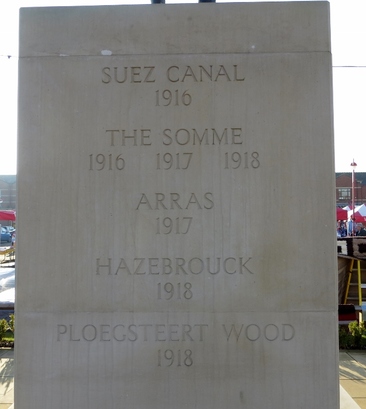 SUEZ CANAL
1916
THE SOMME
1916 1917 1918
ARRAS
1917
HAZEBROUCK
1918
PLOEGSTEERT WOOD
1918